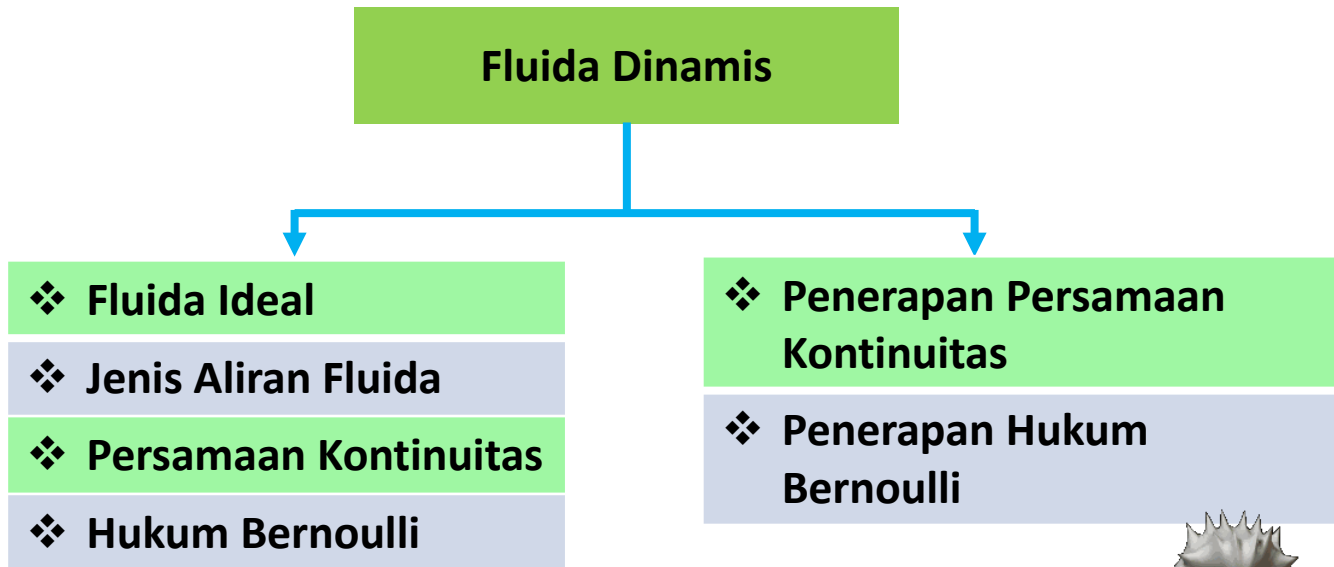 Fluida Dinamis
❖ Fluida Ideal
❖ Jenis Aliran Fluida
❖ Persamaan Kontinuitas
❖ Hukum Bernoulli
❖ Penerapan Persamaan
Kontinuitas
❖ Penerapan Hukum
Bernoulli